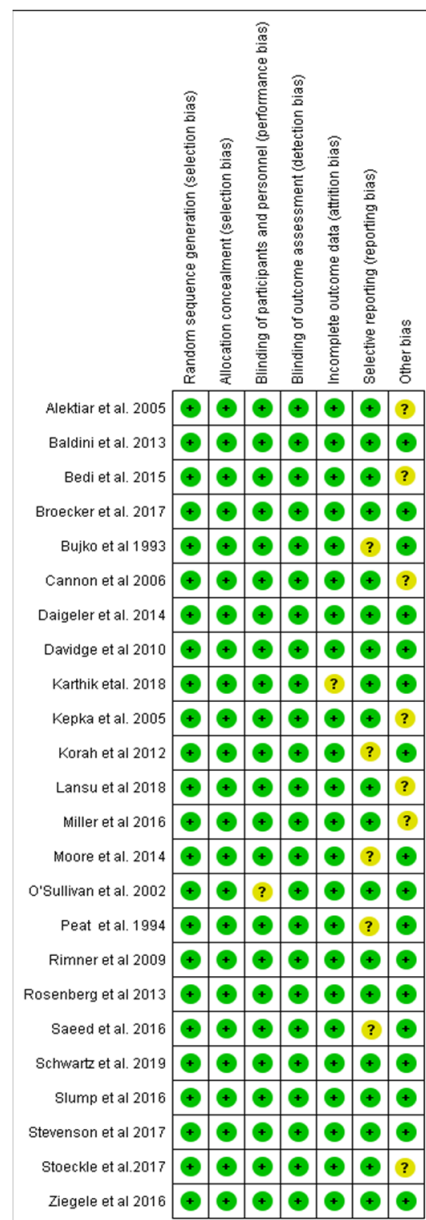 Random sequence generation (selection bias)
Allocation concealment (selection bias)
Blinding of participants and personnel (performance bias)
Blinding of outcome assessment (detection bias)
Incomplete outcome data (attrition bias)
Selective reporting (reporting bias)
Other bias
Alektiar et al. 2005 + + + + + + ?
Baldini et al. 2013 + + + + + + +
Bedi et al. 2015 + + + + + + ?
Broecker et al. 2017 + + + + + + +
Bujko et al 1993 + + + + + ? +
Cannon et al 2006 + + + + + + ?
Daigeler et al. 2014 + + + + + + +
Davidge et al 2010 + + + + + + +
Karthik etal. 2018 + + + + ? + +
Kepka et al. 2005 + + + + + + ?
Korah et al 2012 + + + + + ? +
Lansu et al 2018 + + + + + + ?
Miller et al 2016 + + + + + + ?
Moore et al. 2014 + + + + + ? +
O'Sullivan et al. 2002 + + ? + + + +
Peat et al. 1994 + + + + + ? +
Rimner et al 2009 + + + + + + +
Rosenberg et al 2013 + + + + + + +
Saeed et al. 2016 + + + + + ? +
Schwartz et al. 2019 + + + + + + +
Slump et al 2016 + + + + + + +
Stevenson et al 2017 + + + + + + +
Stoeckle et al.2017 + + + + + + ?
Ziegele et al 2016 + + + + + + +